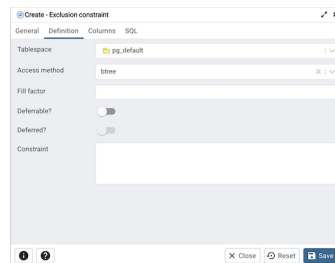 Create - Exclusion constraint
General Definition Columns SQL
Tablespace pg_default
Access method btree
Fill factor
Deferrable?
Deferred?
Constraint
Close Reset Save